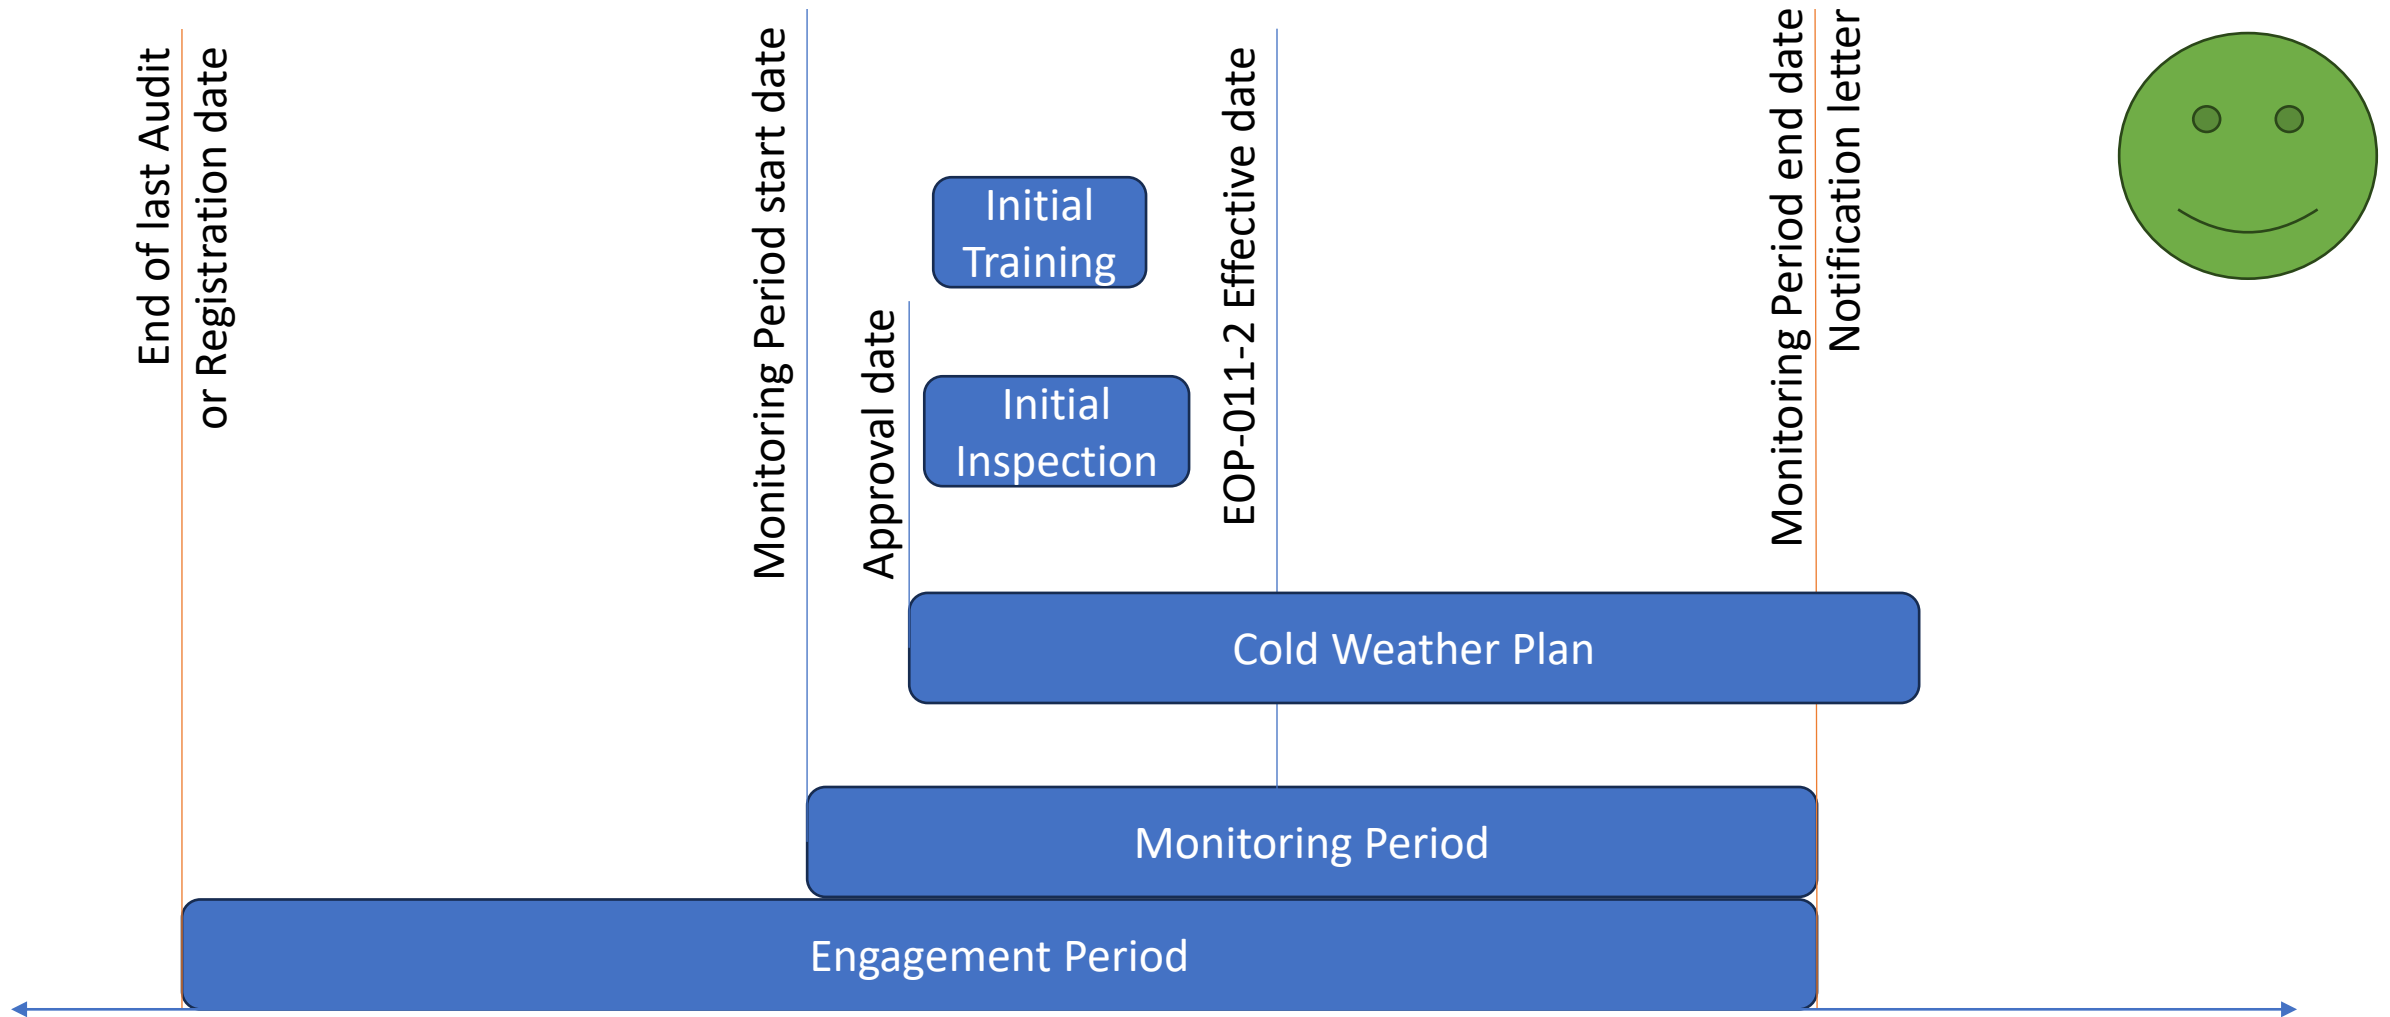 End of last Audit
or Registration date
Monitoring Period start date
Approval date
Initial
Training
Initial
Inspection
EOP-011-2 Effective date
Monitoring Period end date
Notification letter
Cold Weather Plan
Monitoring Period
Engagement Period